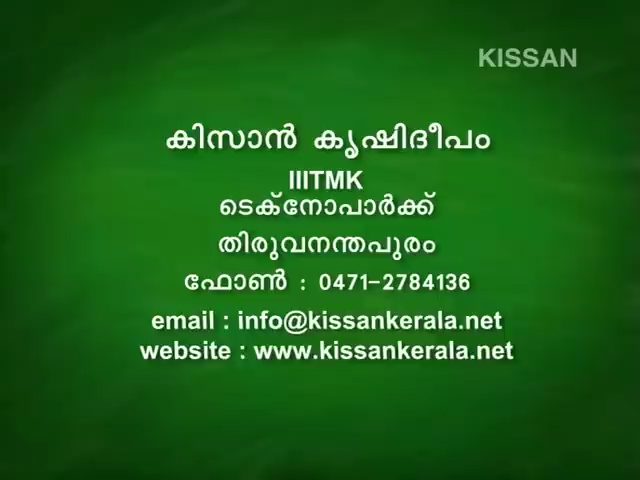 KISSAN
കിസാൻ കൃഷിദീപം
IIITMK
ടെക്നോപാർക്ക്
തിരുവനന്തപുരം
ഫോൺ : 0471-2784136
email : info@kissankerala.net
website : www.kissankerala.net